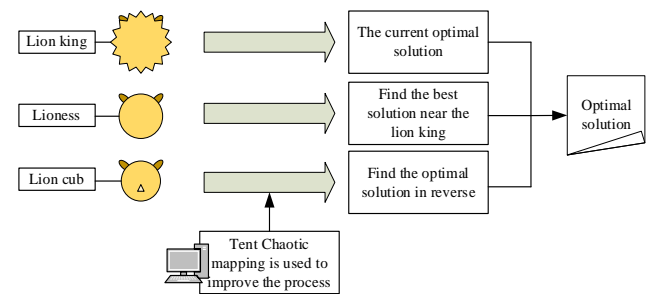 Lion king
The current optimal
solution
Lioness
Find the best
solution near the
lion king
Optimal
solution
Lion cub
Find the optimal
solution in reverse
Tent Chaotic
mapping is used to
improve the process